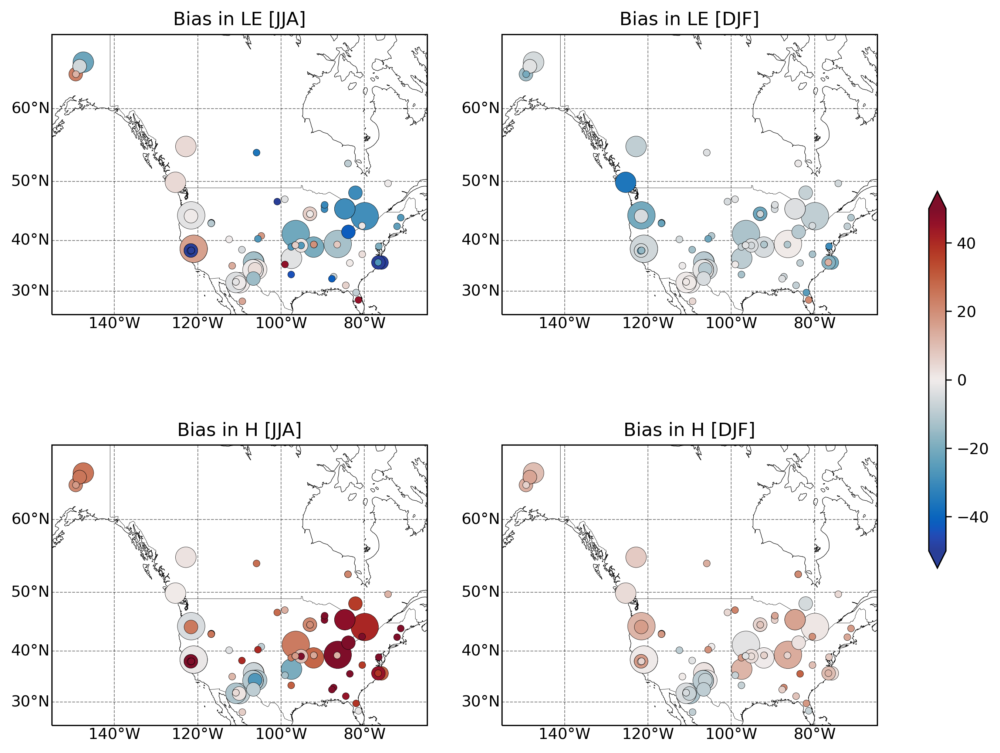 Bias in LE [JJA]
Bias in LE [DJF]
60°N
50°N
40°N
30°N
140°W 120°W 100°W 80°W
60°N
50°N
40°N
30°N
140°W 120°W 100°W 80°W
Bias in H [JJA]
Bias in H [DJF]
60°N
50°N
40°N
30°N
140°W 120°W 100°W 80°W
60°N
50°N
40°N
30°N
140°W 120°W 100°W 80°W
40
20
0
−20
−40